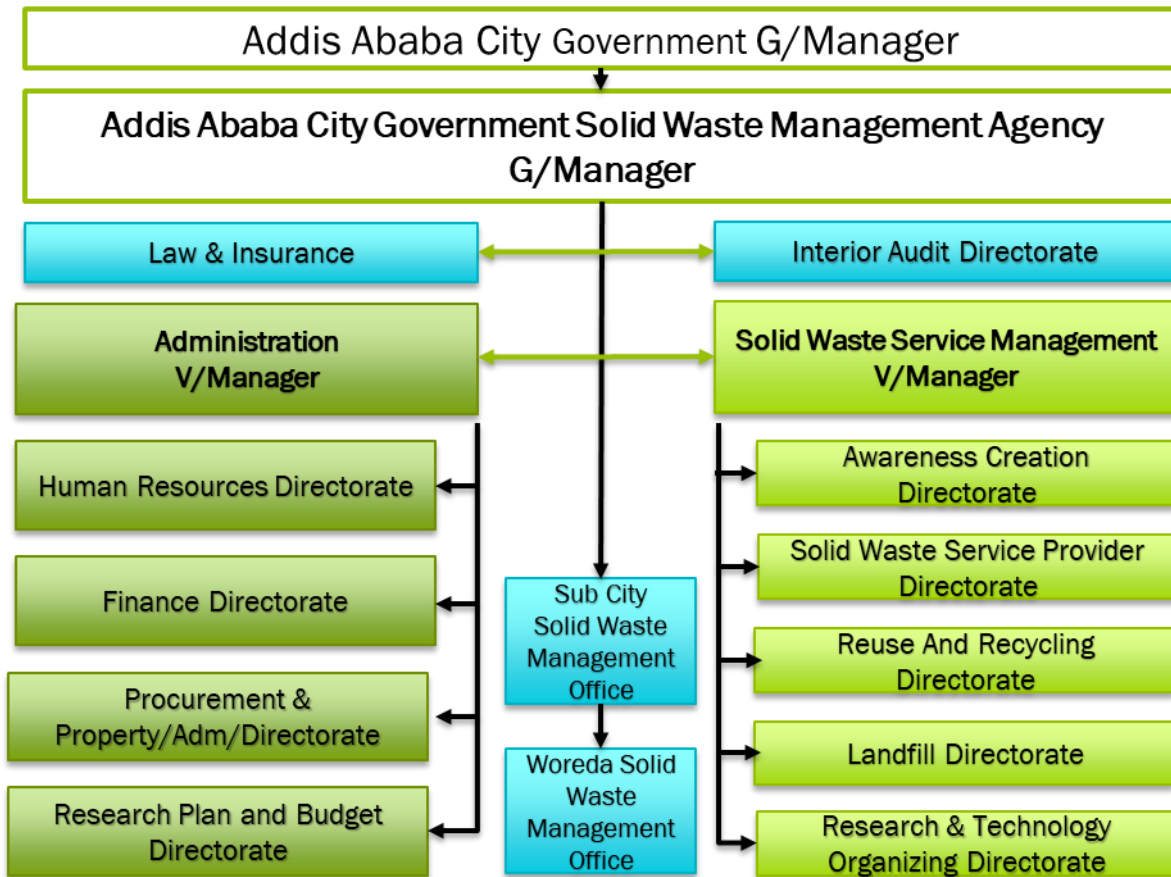 Addis Ababa City Government G/Manager
Addis Ababa City Government Solid Waste Management Agency
G/Manager
Law & Insurance
Interior Audit Directorate
Administration
V/Manager
Solid Waste Service Management
V/Manager
Human Resources Directorate
Finance Directorate
Procurement &
Property/Adm/Directorate
Research Plan and Budget
Directorate
Sub City
Solid Waste
Management
Office
Woreda Solid
Waste
Management
Office
Awareness Creation
Directorate
Solid Waste Service Provider
Directorate
Reuse And Recycling
Directorate
Landfill Directorate
Research & Technology
Organizing Directorate